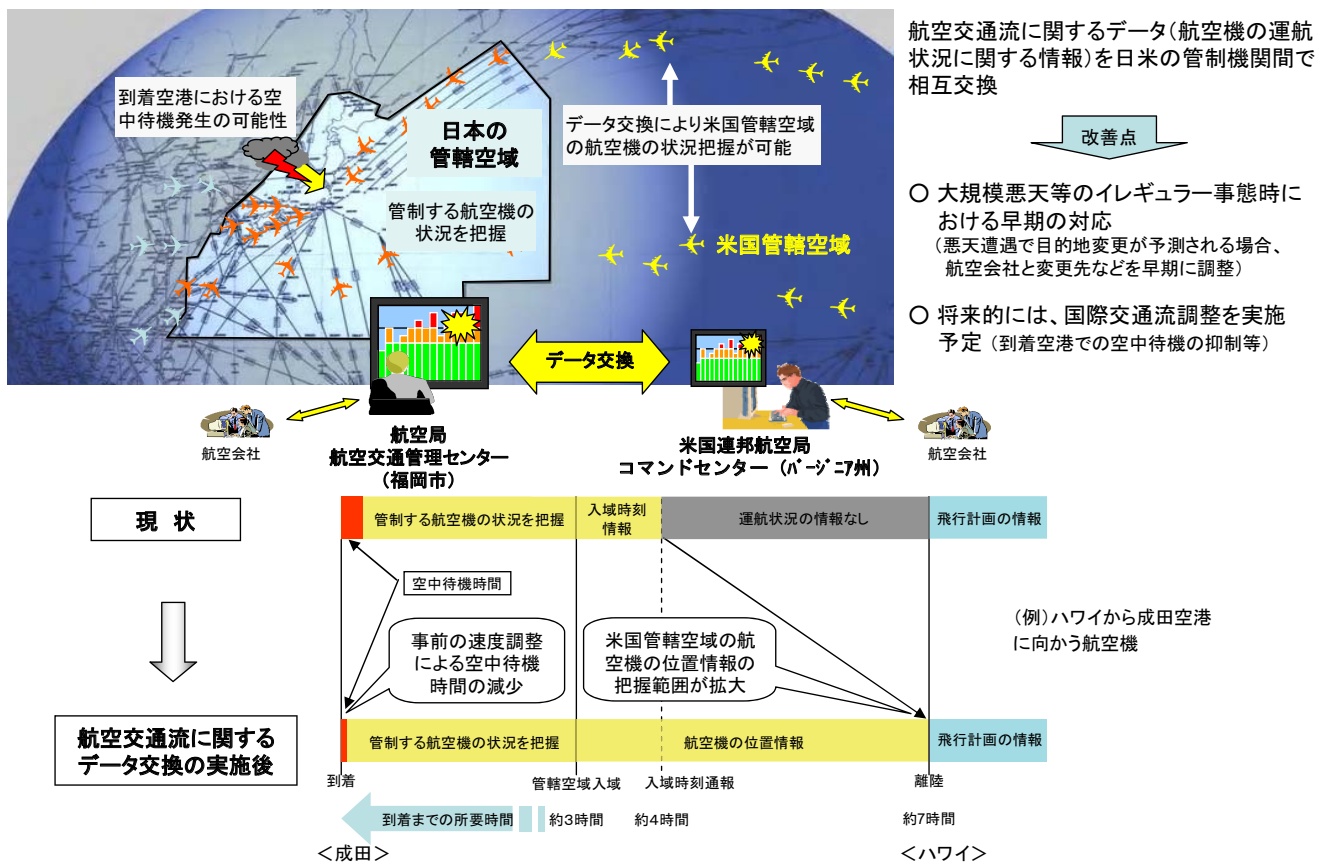 航空交通流に関するデータ(航空機の運航
状況に関する情報)を日米の管制機関間で
相互交換
改善点
○ 大規模悪天等のイレギュラー事態時に
おける早期の対応
(悪天遭遇で目的地変更が予測される場合、
航空会社と変更先などを早期に調整)
○ 将来的には、国際交通流調整を実施
予定 (到着空港での空中待機の抑制等)
到着空港における空
中待機発生の可能性
日本の
管轄空域
管制する航空機の
状況を把握
データ交換により米国管轄空域
の航空機の状況把握が可能
米国管轄空域
データ交換
航空会社
航空局
航空交通管理センター
(福岡市)
米国連邦航空局
コマンドセンター (バージニア州)
航空会社
現 状
管制する航空機の状況を把握
入域時刻
情報
運航状況の情報なし
飛行計画の情報
空中待機時間
事前の速度調整
による空中待機
時間の減少
米国管轄空域の航
空機の位置情報の
把握範囲が拡大
(例)ハワイから成田空港
に向かう航空機
航空交通流に関する
データ交換の実施後
管制する航空機の状況を把握
航空機の位置情報
飛行計画の情報
到着
管轄空域入域
入域時刻通報
離陸
到着までの所要時間
約3時間
約4時間
約7時間
<成田>
<ハワイ>